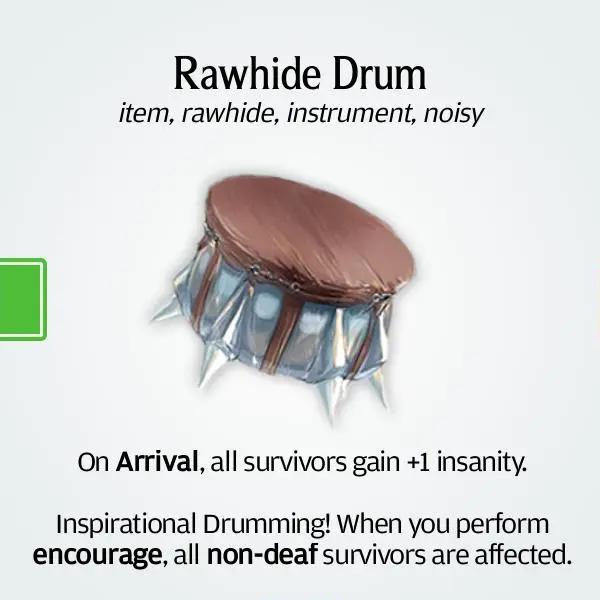 Rawhide Drum
item, rawhide, instrument, noisy
On Arrival, all survivors gain +1 insanity.
Inspirational Drumming! When you perform
encourage, all non-deaf survivors are affected.